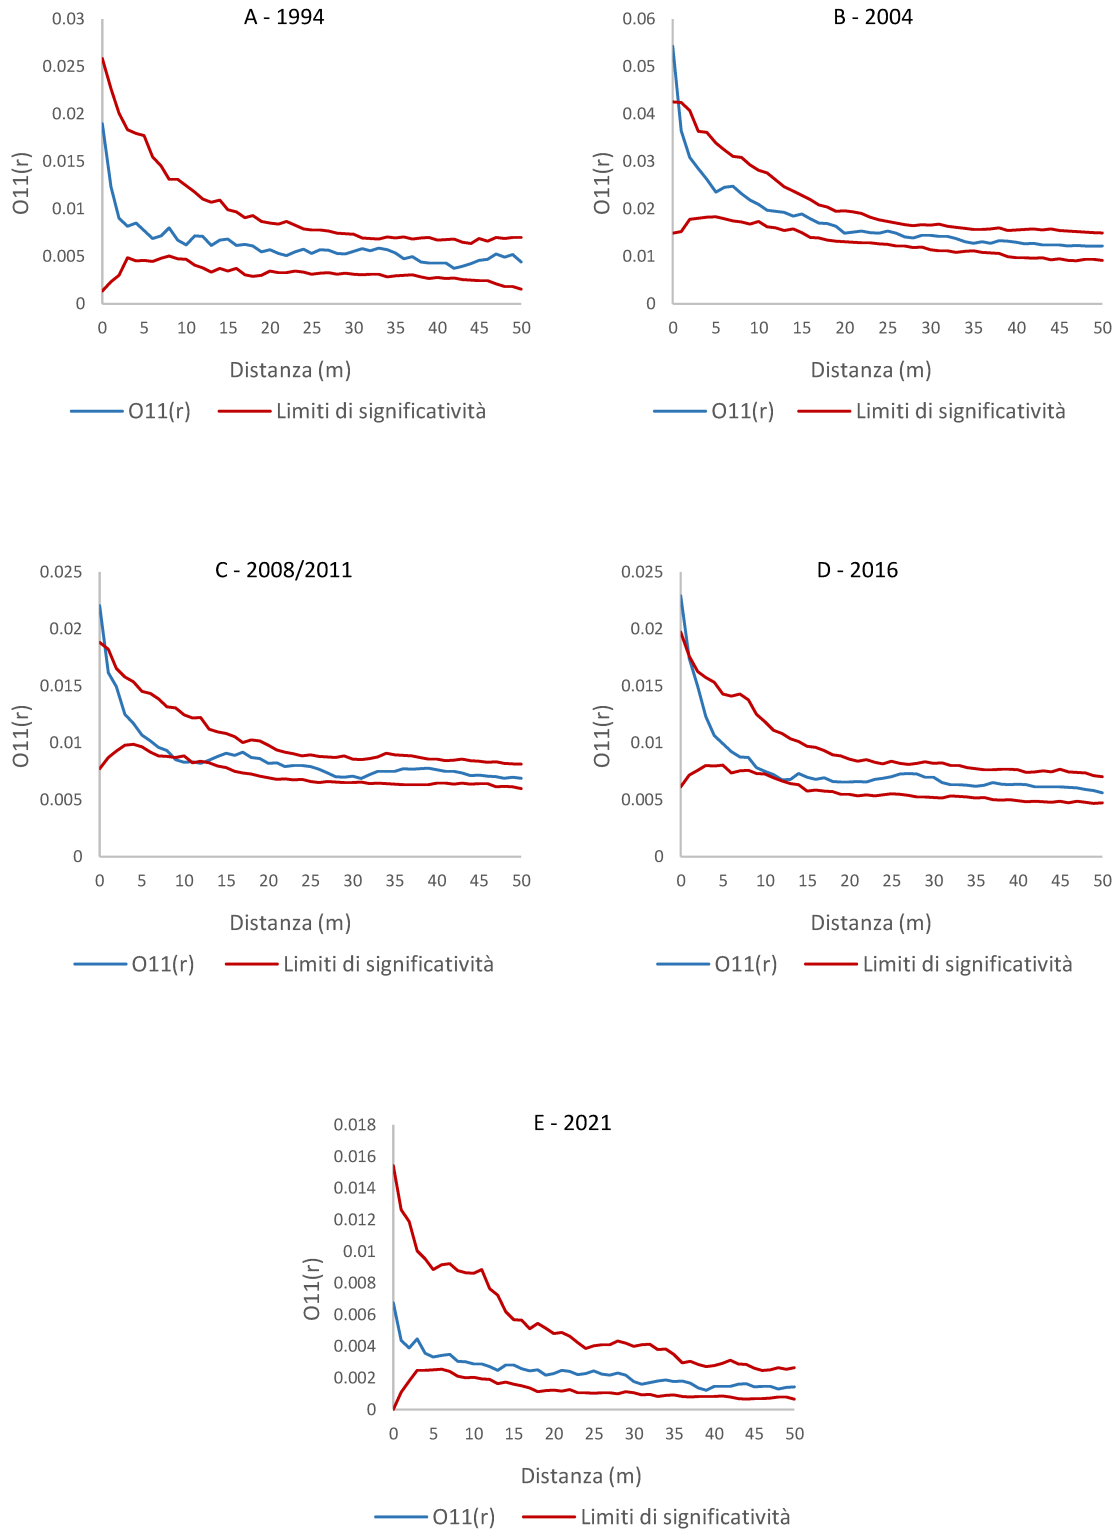 A - 1994
0.03
0.025
0.02
0.015
0.01
0.005
0
O11(r)
0 5 10 15 20 25 30 35 40 45 50
Distanza (m)
O11(r) Limiti di significatività
B - 2004
0.06
0.05
0.04
0.03
0.02
0.01
0
O11(r)
0 5 10 15 20 25 30 35 40 45 50
Distanza (m)
O11(r) Limiti di significatività
C - 2008/2011
0.025
0.02
0.015
0.01
0.005
0
O11(r)
0 5 10 15 20 25 30 35 40 45 50
Distanza (m)
O11(r) Limiti di significatività
D - 2016
0.025
0.02
0.015
0.01
0.005
0
O11(r)
0 5 10 15 20 25 30 35 40 45 50
Distanza (m)
O11(r) Limiti di significatività
E - 2021
0.018
0.016
0.014
0.012
0.01
0.008
0.006
0.004
0.002
0
O11(r)
0 5 10 15 20 25 30 35 40 45 50
Distanza (m)
O11(r) Limiti di significatività